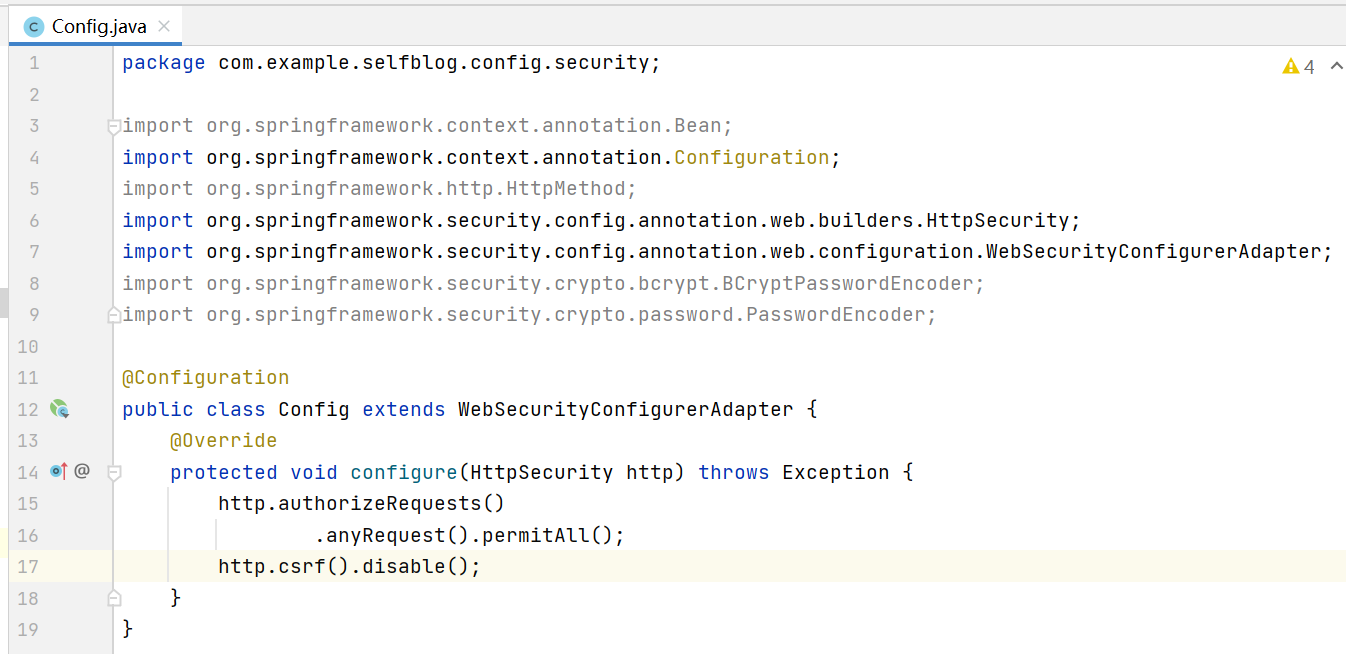 Config.java
1 package com.example.selfblog.config.security;
4
2
3 import org.springframework.context.annotation.Bean;
4 import org.springframework.context.annotation.Configuration;
5 import org.springframework.http.HttpMethod;
6 import org.springframework.security.config.annotation.web.builders.HttpSecurity;
7 import org.springframework.security.config.annotation.web.configuration.WebSecurityConfigurerAdapter;
8 import org.springframework.security.crypto.bcrypt.BCryptPasswordEncoder;
9 import org.springframework.security.crypto.password.PasswordEncoder;
10
11 @Configuration
12 public class Config extends WebSecurityConfigurerAdapter {
13 @Override
14 @ protected void configure(HttpSecurity http) throws Exception {
15 http.authorizeRequests()
16 .anyRequest().permitAll();
17 http.csrf().disable();
18 }
19 }